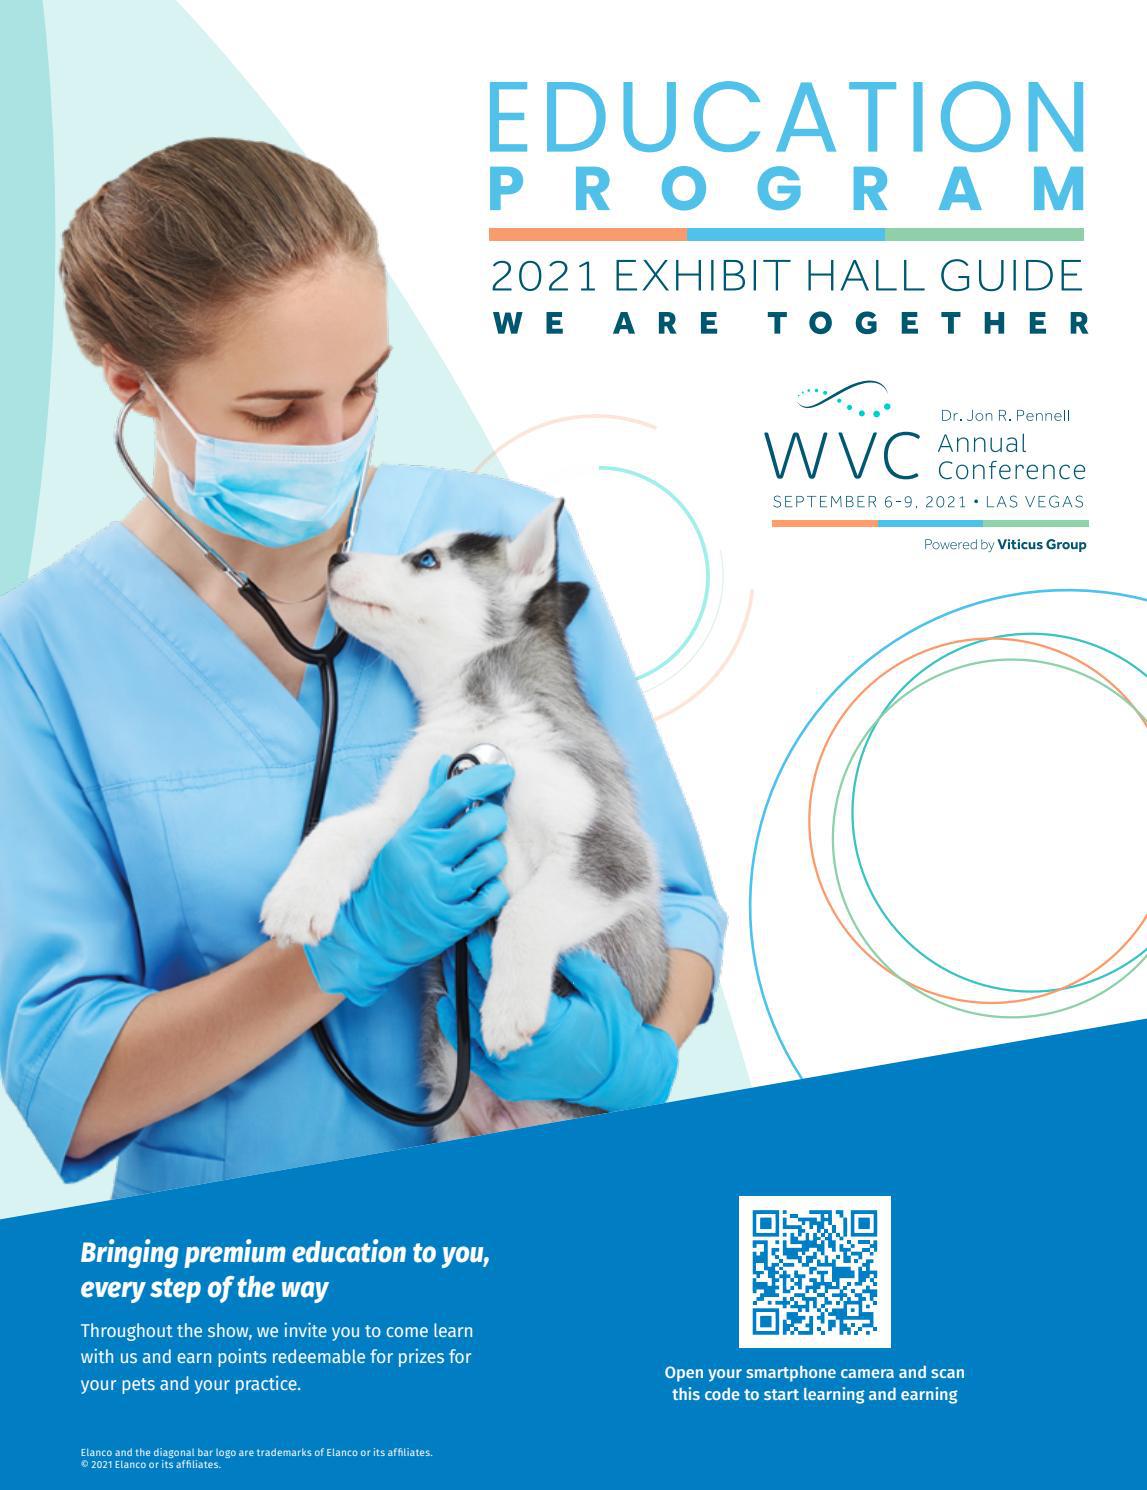 EDUCATION
PROGRAM
2021 EXHIBIT HALL GUIDE
WE ARE TOGETHER
Dr. Jon R. Pennell
WVC Annual
Conference
SEPTEMBER 6-9, 2021 • LAS VEGAS
Powered by Viticus Group
Bringing premium education to you,
every step of the way
Throughout the show, we invite you to come learn
with us and earn points redeemable for prizes for
your pets and your practice.
Open your smartphone camera and scan
this code to start learning and earning
Elanco and the diagonal bar logo are trademarks of Elanco or its affiliates.
© 2021 Elanco or its affiliates.